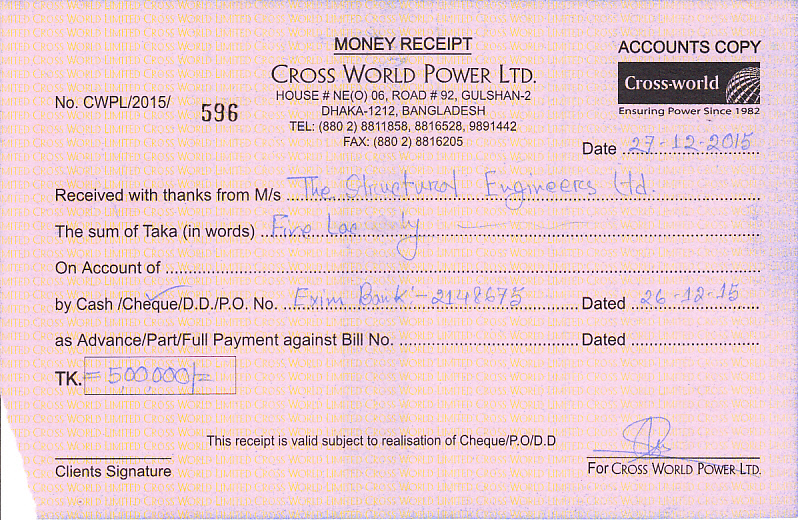 MONEY RECEIPT
ACCOUNTS COPY
CROSS WORLD POWER LTD.
Cross-world
Ensuring Power Since 1982
No. CWPL/2015/ 596
HOUSE # NE(O) 06, ROAD # 92, GULSHAN-2
DHAKA-1212, BANGLADESH
TEL: (880 2) 8811858, 8816528, 9891442
FAX: (880 2) 8816205
Date 27-12-2015
Received with thanks from M/s The Structural Engineers Ltd.
The sum of Taka (in words) Five Lac only
On Account of
by Cash /Cheque/D.D./P.O. No. Exim Bank:-2148675 Dated 26-12-15
as Advance/Part/Full Payment against Bill No. Dated
TK. =500,000/=
This receipt is valid subject to realisation of Cheque/P.O/D.D
Clients Signature
For CROSS WORLD POWER LTD.